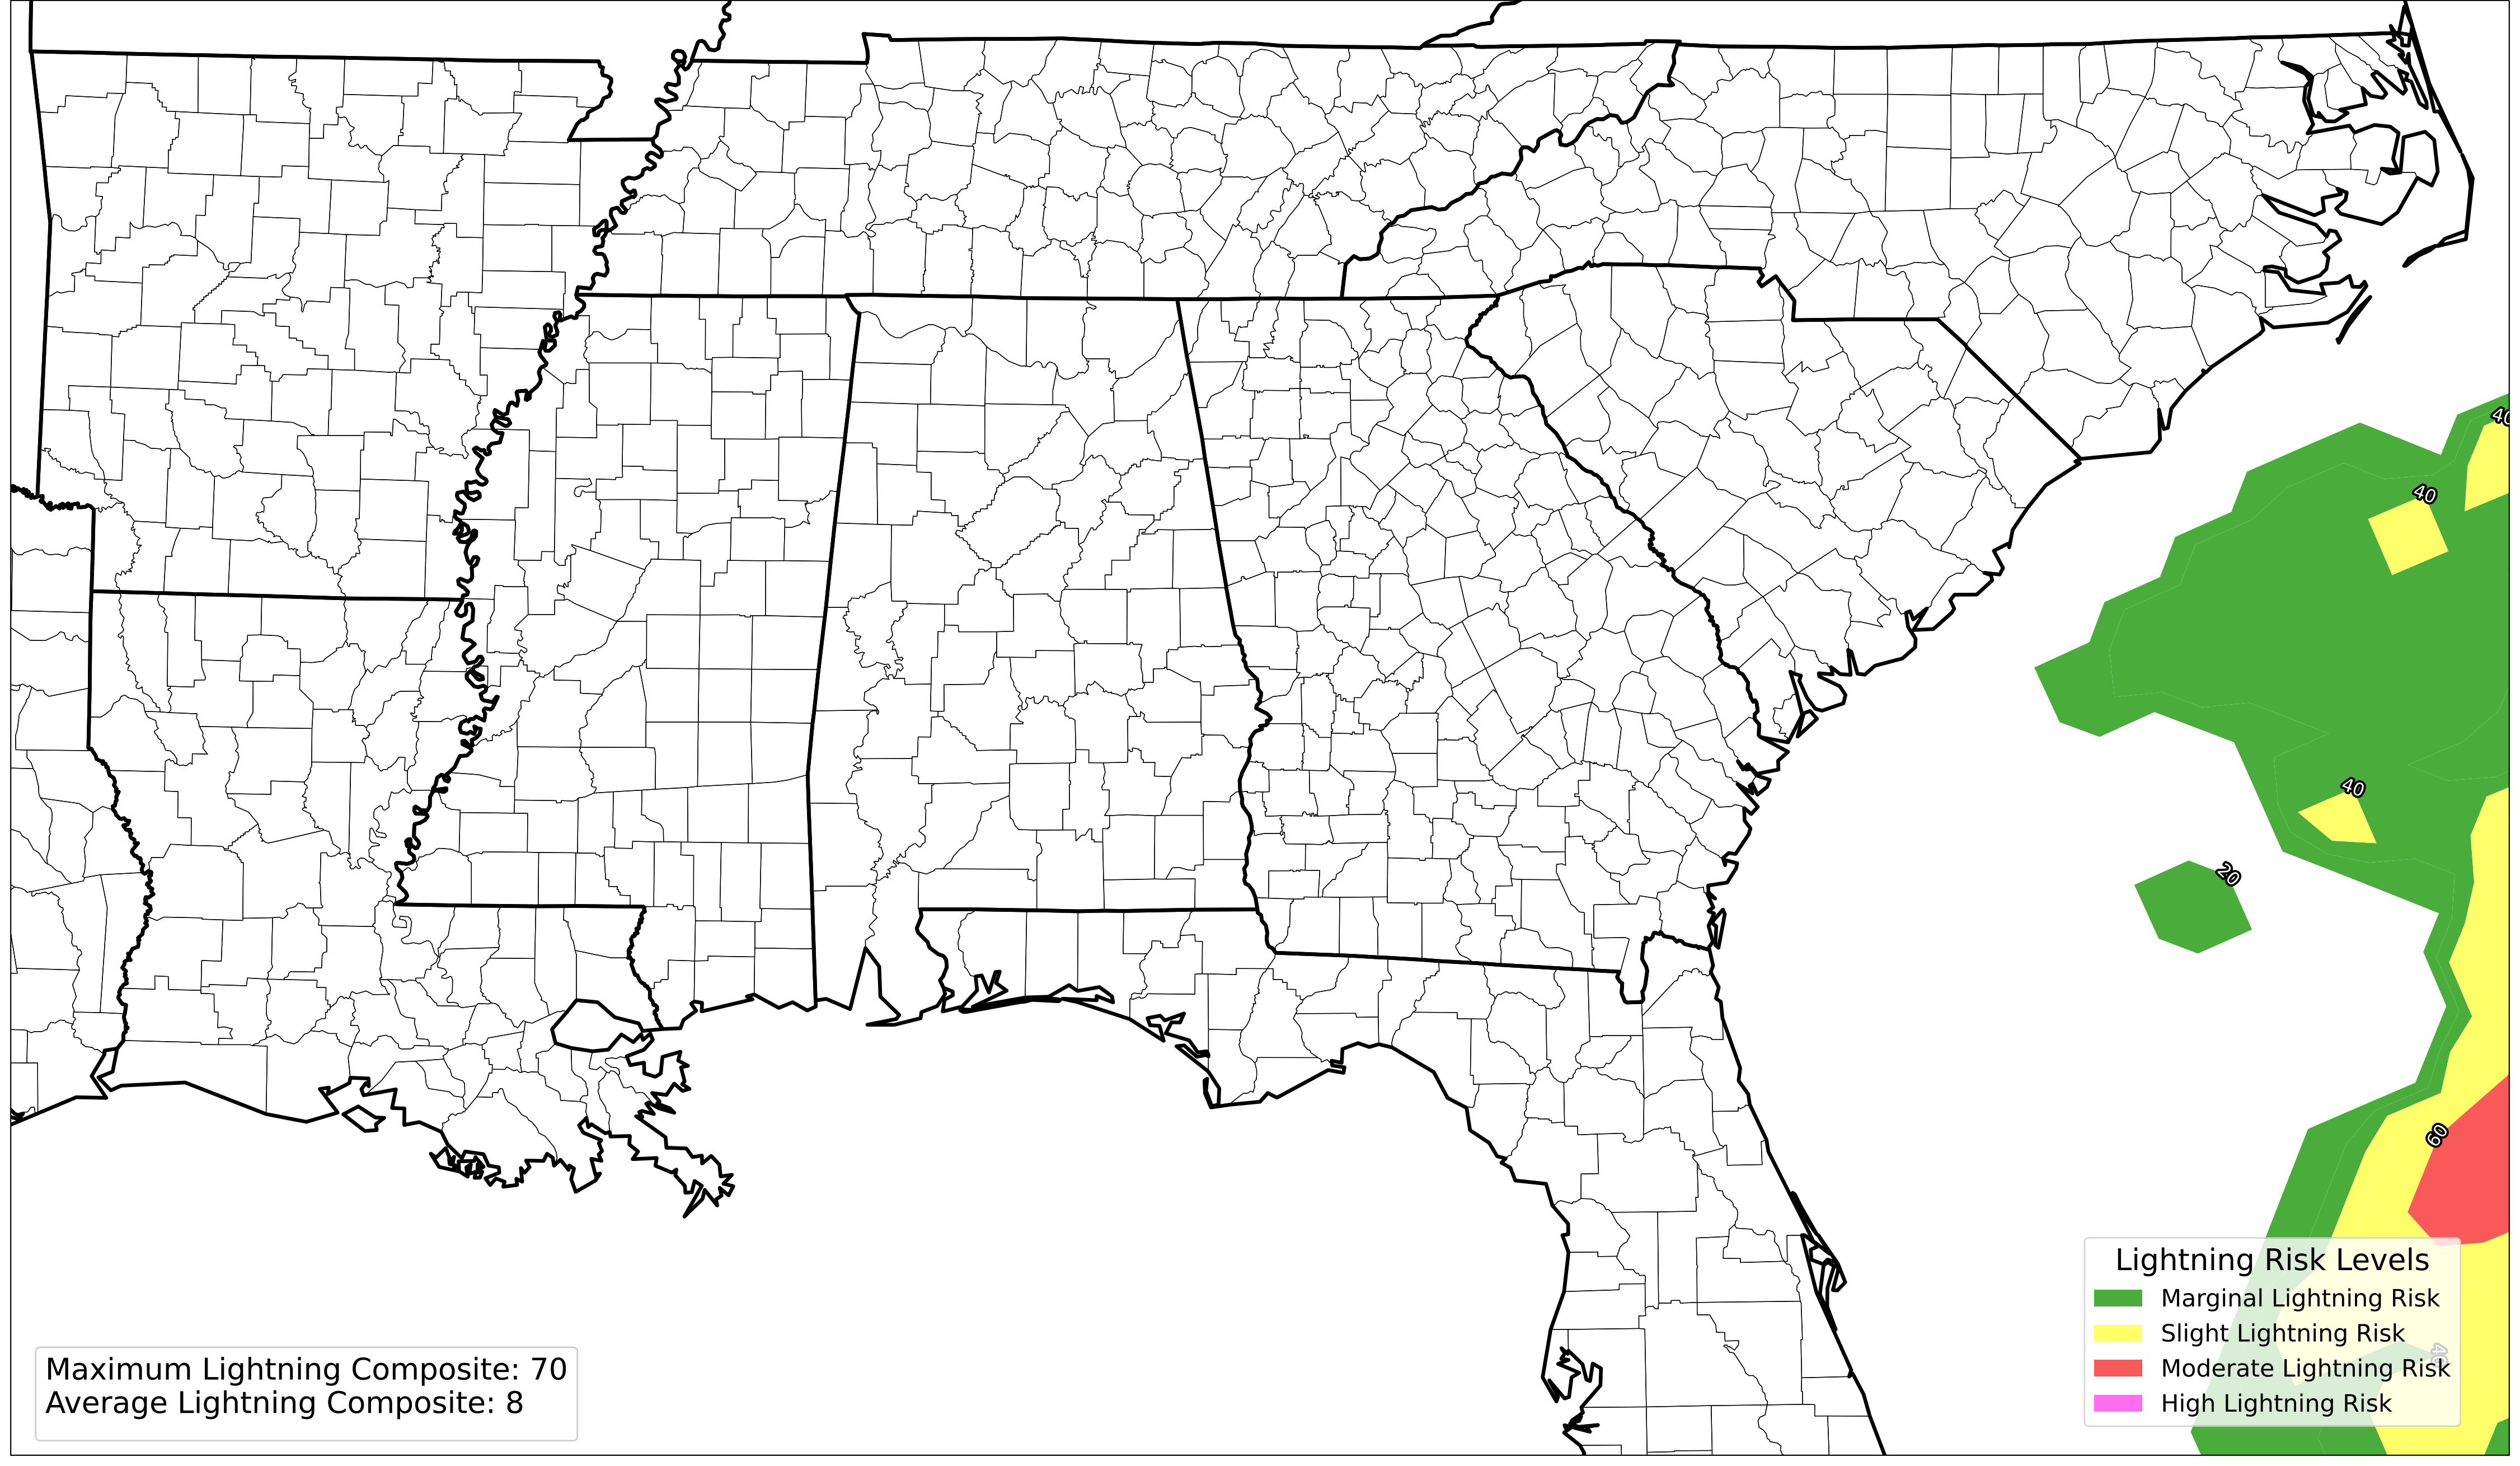 40
40
40
20
60
Lightning Risk Levels
Marginal Lightning Risk
Slight Lightning Risk
40
Moderate Lightning Risk
High Lightning Risk
Maximum Lightning Composite: 70
Average Lightning Composite: 8